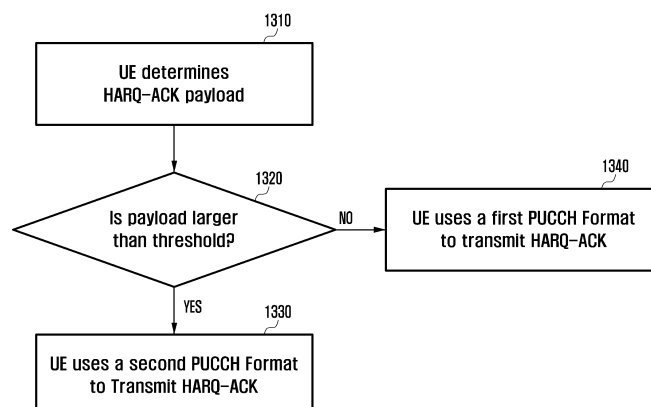 1310
UE determines
HARQ-ACK payload
1320
Is payload larger
than threshold?
NO
1340
UE uses a first PUCCH Format
to transmit HARQ-ACK
YES
1330
UE uses a second PUCCH Format
to Transmit HARQ-ACK